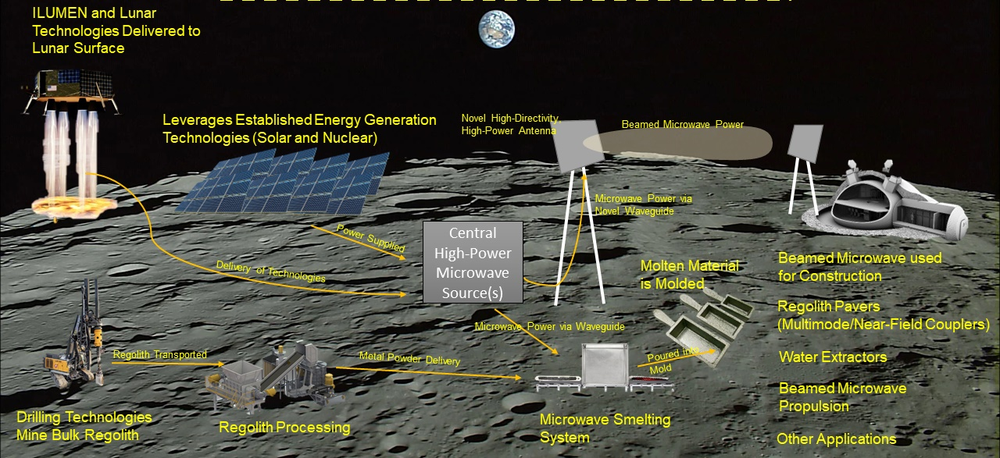 ILUMEN and Lunar
Technologies Delivered to
Lunar Surface
Leverages Established Energy Generation
Technologies (Solar and Nuclear)
Novel High-Directivity,
High-Power Antenna
Beamed Microwave Power
Microwave Power via
Novel Waveguide
Power Supplied
Delivery of Technologies
Central
High-Power
Microwave
Source(s)
Molten Material
is Molded
Beamed Microwave used
for Construction
Regolith Pavers
(Multimode/Near-Field Couplers)
Water Extractors
Beamed Microwave
Propulsion
Other Applications
Microwave Power via Waveguide
Regolith Transported
Metal Powder Delivery
Poured into
Mold
Drilling Technologies
Mine Bulk Regolith
Regolith Processing
Microwave Smelting
System